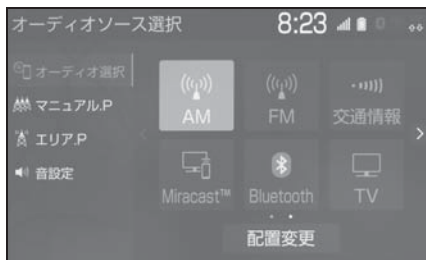 オーディオソース選択 8:23
オーディオ選択
マニュアル.P
エリア.P
音設定
AM FM 交通情報
Miracast™ Bluetooth TV
配置変更